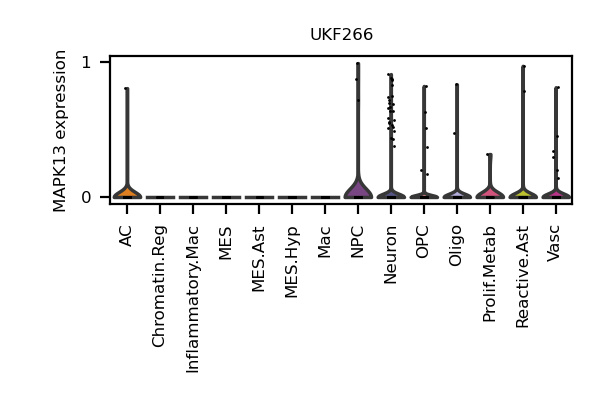 UKF266
MAPK13 expression
1
0
AC
Chromatin.Reg
Inflammatory.Mac
MES
MES.Ast
MES.Hyp
Mac
NPC
Neuron
OPC
Oligo
Prolif.Metab
Reactive.Ast
Vasc